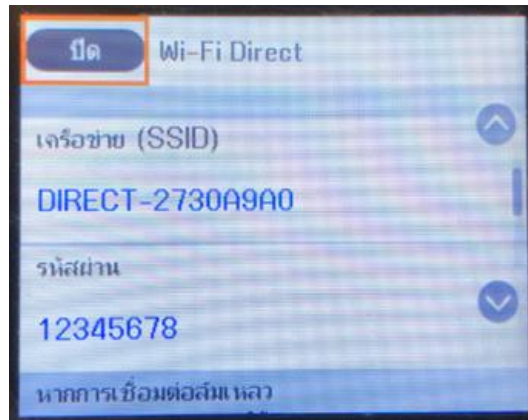 ปิด Wi-Fi Direct
เครือข่าย (SSID)
DIRECT-2730A9A0
รหัสผ่าน
12345678
หากการเชื่อมต่อล้มเหลว